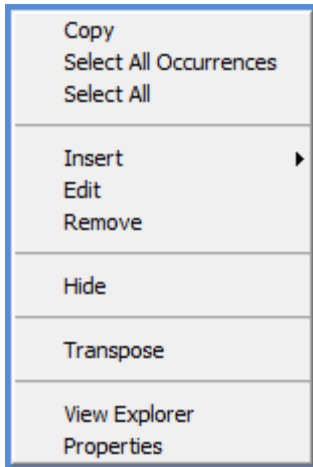 Copy
Select All Occurrences
Select All
Insert
Edit
Remove
Hide
Transpose
View Explorer
Properties